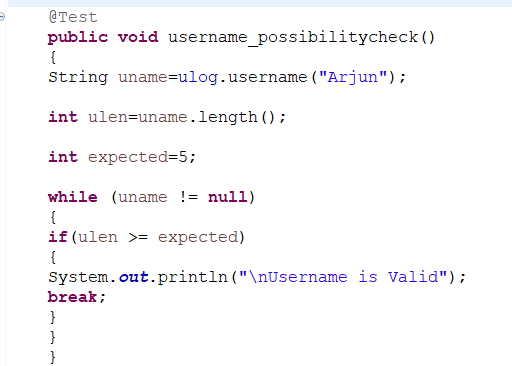 @Test
public void username_possibilitycheck()
{
String uname=ulog.username("Arjun");
int ulen=uname.length();
int expected=5;
while (uname != null)
{
if(ulen >= expected)
{
System.out.println("\nUsername is Valid");
break;
}
}
}